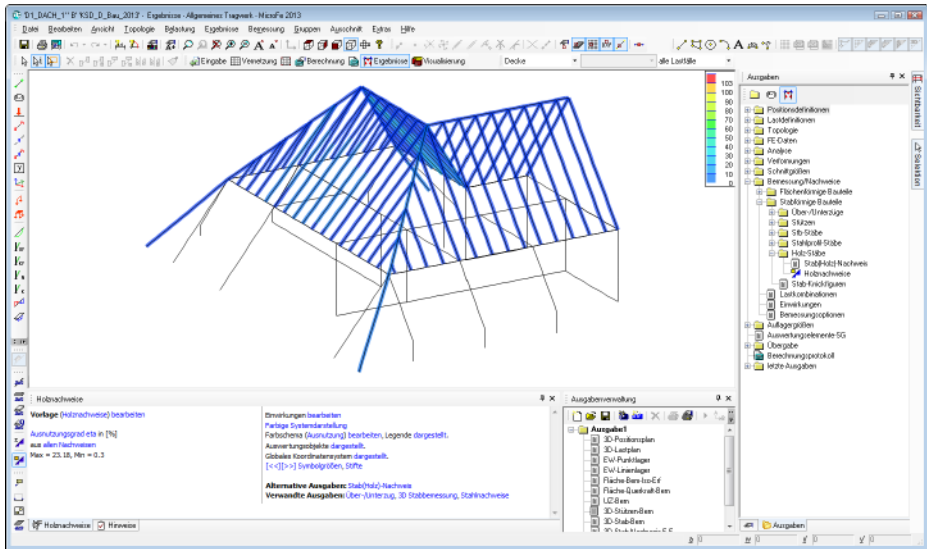 'D1_DACH_1'' B' 'KSD_D_Bau_2013' - Ergebnisse - Allgemeines Tragwerk - MicroFe 2013
Datei Bearbeiten Ansicht Topologie Belastung Ergebnisse Bemessung Gruppen Ausschnitt Extras Hilfe
Eingabe Vernetzung Berechnung Ergebnisse Visualisierung Decke alle Lastfälle
103
100
90
80
70
60
50
40
30
20
10
0
Ausgaben
Positionsdefinitionen
Lastdefinitionen
Topologie
FE-Daten
Analyse
Verformungen
Schnittgrößen
Bemessung/Nachweise
Flächenförmige Bauteile
Stabförmige Bauteile
Über-/Unterzüge
Stützen
Stb-Stäbe
Stahlprofil-Stäbe
Holz-Stäbe
Stab(Holz)-Nachweis
Holznachweise
Stab-Knickfiguren
Lastkombinationen
Einwirkungen
Bemessungsoptionen
Auflagergrößen
Auswertungselemente-SG
Übergabe
Berechnungsprotokoll
letzte Ausgaben
Ausgaben
Sichtbarkeit
Selektion
Holznachweise
Vorlage (Holznachweise) bearbeiten
Ausnutzungsgrad eta in [%]
aus allen Nachweisen
Max = 23.18, Min = 0.3
Einwirkungen bearbeiten
Farbige Systemdarstellung
Farbschema (Ausnutzung) bearbeiten, Legende dargestellt.
Auswertungsobjekte dargestellt.
Globales Koordinatensystem dargestellt.
[<<][>>] Symbolgrößen, Stifte
Alternative Ausgaben: Stab(Holz)-Nachweis
Verwandte Ausgaben: Über-/Unterzug, 3D Stabbemessung, Stahlnachweise
Holznachweise Hinweise
Ausgabenverwaltung
Ausgabe1
3D-Positionsplan
3D-Lastplan
EW-Punktlager
EW-Linienlager
Fläche-Bem-Iso-Erf
Fläche-Querkraft-Bem
UZ-Bem
3D-Stützen-Bem
3D-Stab-Bem